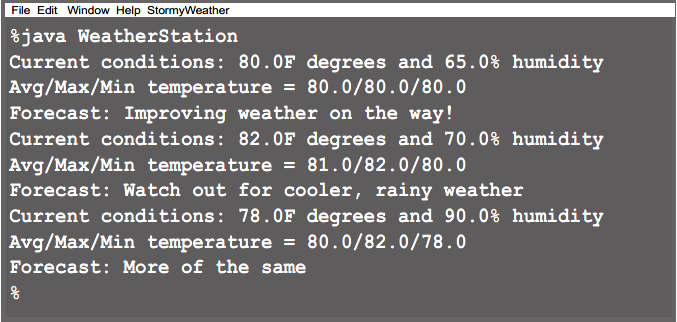 File Edit Window Help StormyWeather
%java WeatherStation
Current conditions: 80.0F degrees and 65.0% humidity
Avg/Max/Min temperature = 80.0/80.0/80.0
Forecast: Improving weather on the way!
Current conditions: 82.0F degrees and 70.0% humidity
Avg/Max/Min temperature = 81.0/82.0/80.0
Forecast: Watch out for cooler, rainy weather
Current conditions: 78.0F degrees and 90.0% humidity
Avg/Max/Min temperature = 80.0/82.0/78.0
Forecast: More of the same
%